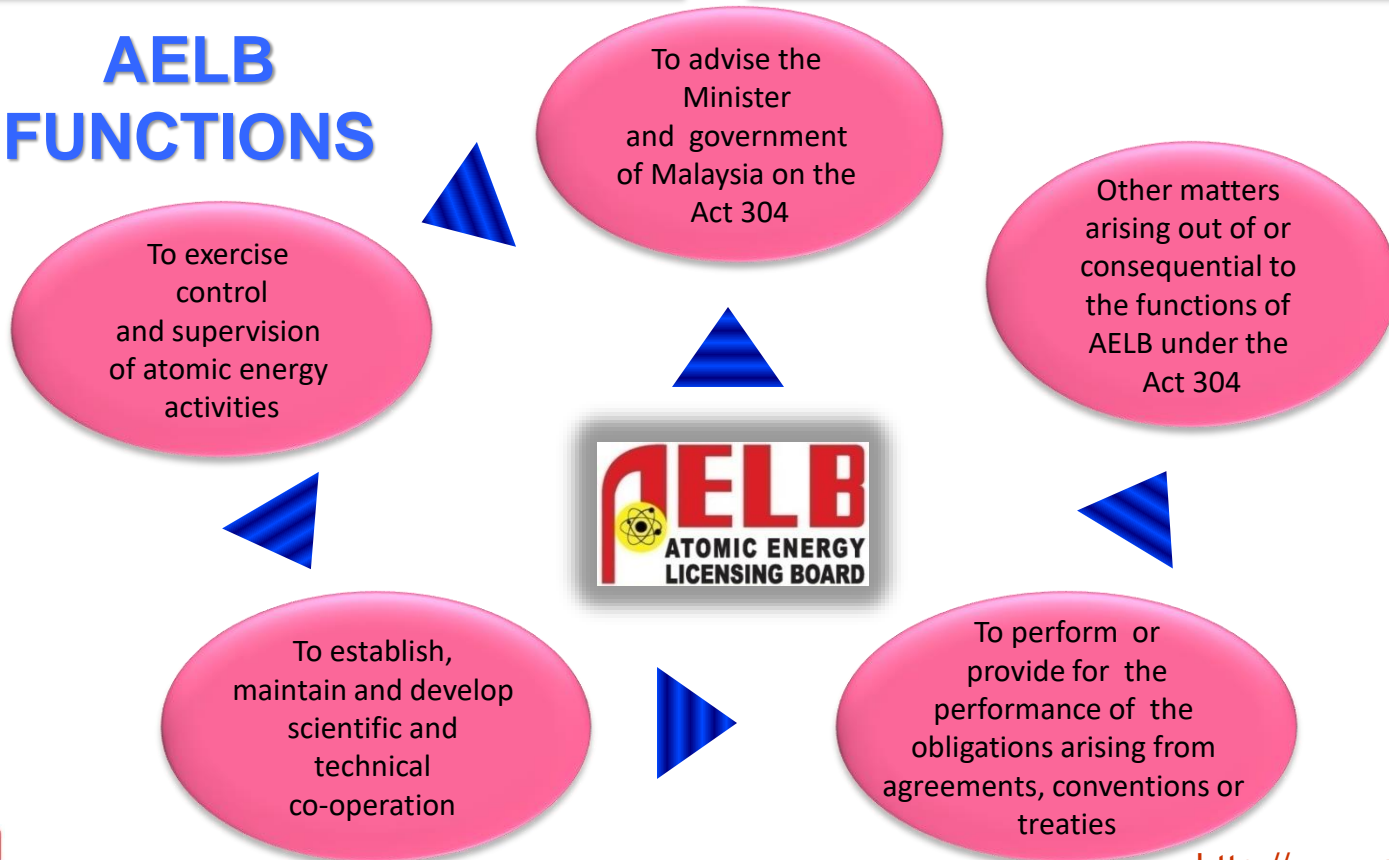 AELB
FUNCTIONS
To advise the
Minister
and government
of Malaysia on the
Act 304
Other matters
arising out of or
consequential to
the functions of
AELB under the
Act 304
To exercise
control
and supervision
of atomic energy
activities
AELB
ATOMIC ENERGY
LICENSING BOARD
To establish,
maintain and develop
scientific and
technical
co-operation
To perform or
provide for the
performance of the
obligations arising from
agreements, conventions or
treaties